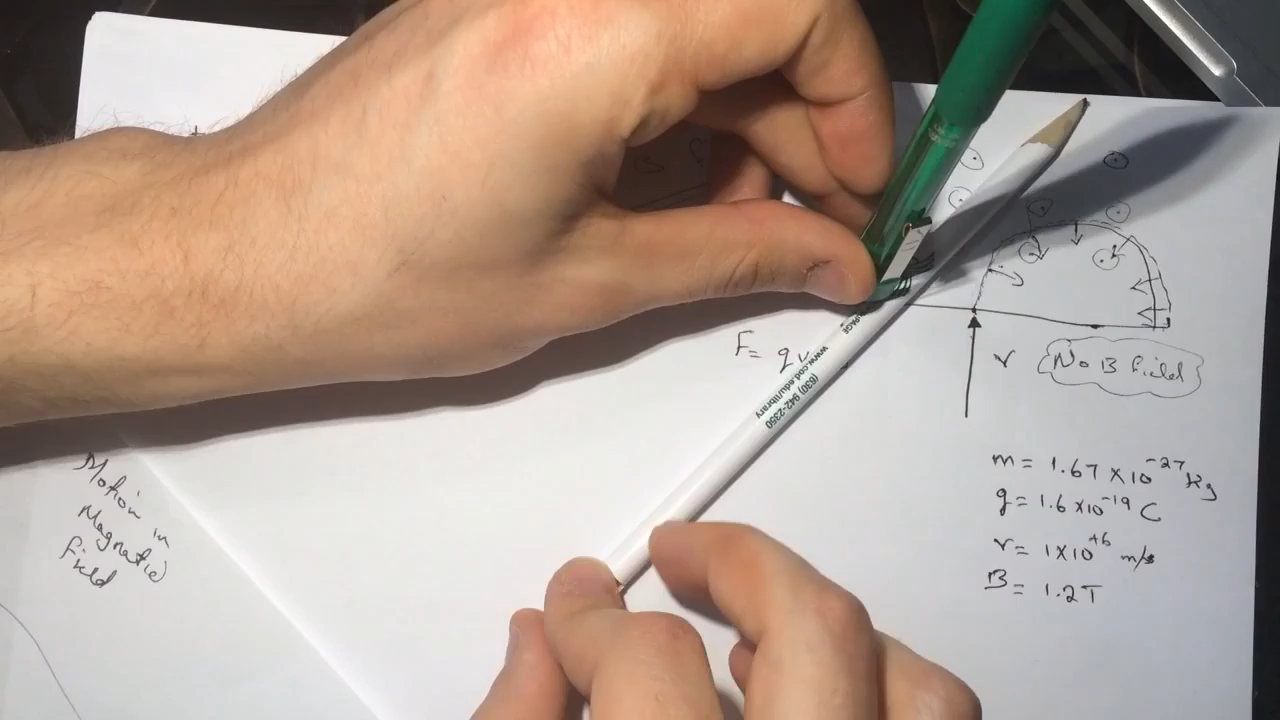 F = qv
v
No B Field
m = 1.67 × 10⁻²⁷ kg
q = 1.6 × 10⁻¹⁹ C
v = 1 × 10⁺⁶ m/s
B = 1.2 T
Motion in
Magnetic
Field
(630) 942-2350
www.cod.edu/library